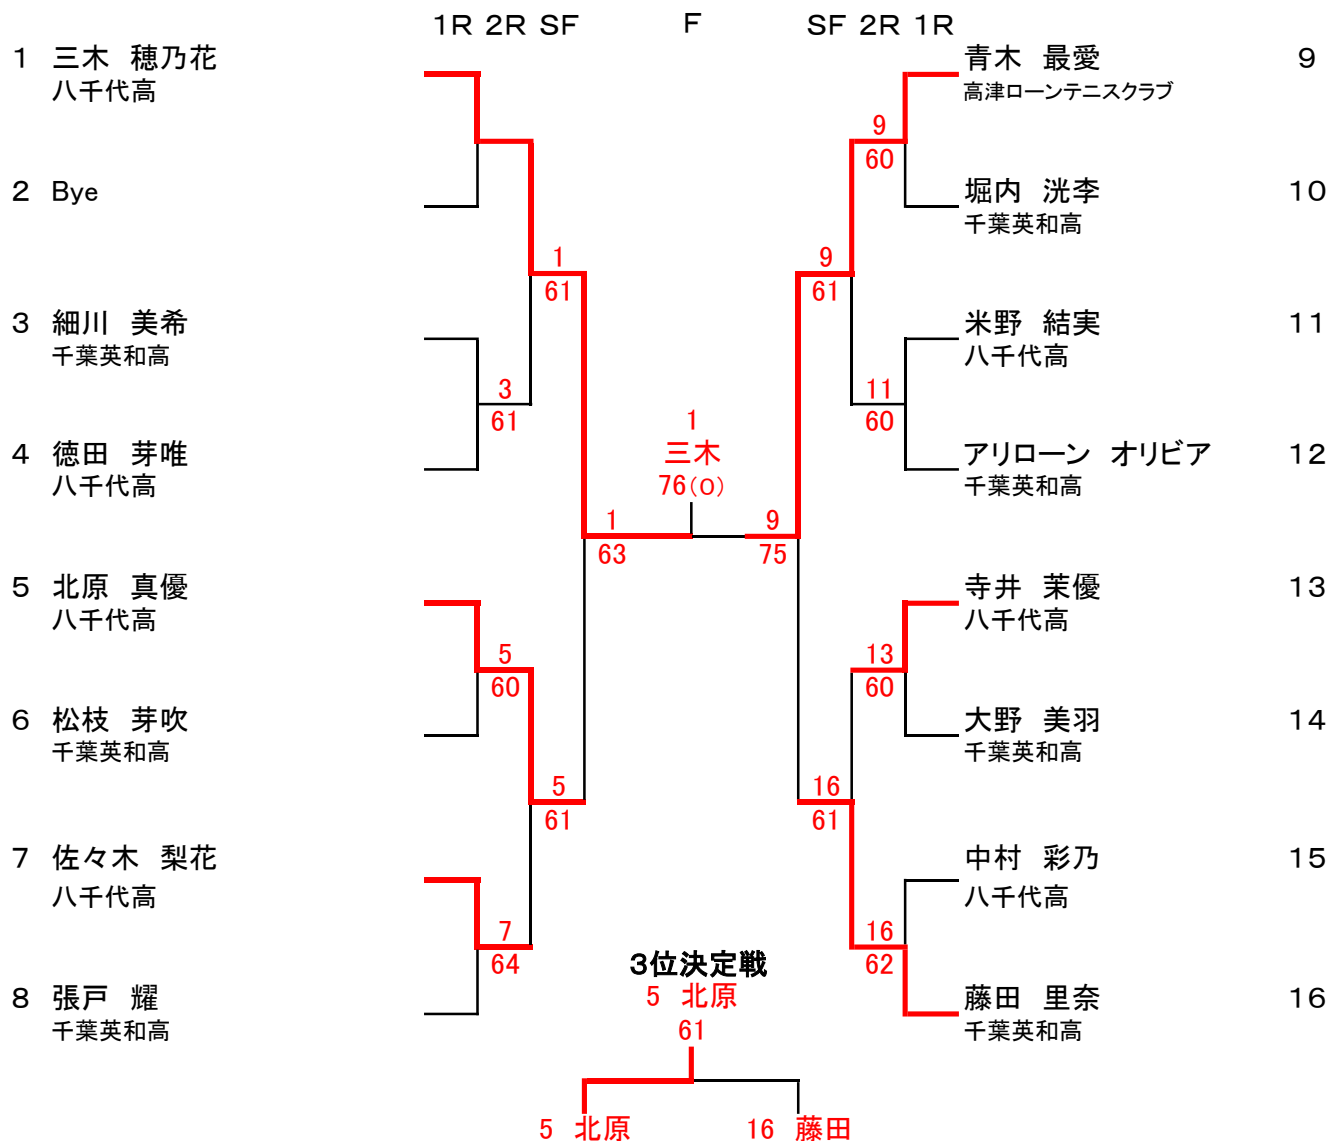 1R 2R SF F SF 2R 1R
1 三木 穂乃花
八千代高
2 Bye
3 細川 美希
千葉英和高
4 徳田 芽唯
八千代高
5 北原 真優
八千代高
6 松枝 芽吹
千葉英和高
7 佐々木 梨花
八千代高
8 張戸 耀
千葉英和高
1
61
3
61
5
60
5
61
7
64
1
63
1
三木
76(0)
9
75
9
60
9
61
11
60
13
60
16
61
16
62
青木 最愛 9
高津ローンテニスクラブ
堀内 洸李 10
千葉英和高
米野 結実 11
八千代高
アリローン オリビア 12
千葉英和高
寺井 茉優 13
八千代高
大野 美羽 14
千葉英和高
中村 彩乃 15
八千代高
藤田 里奈 16
千葉英和高
3位決定戦
5 北原
61
5 北原 16 藤田